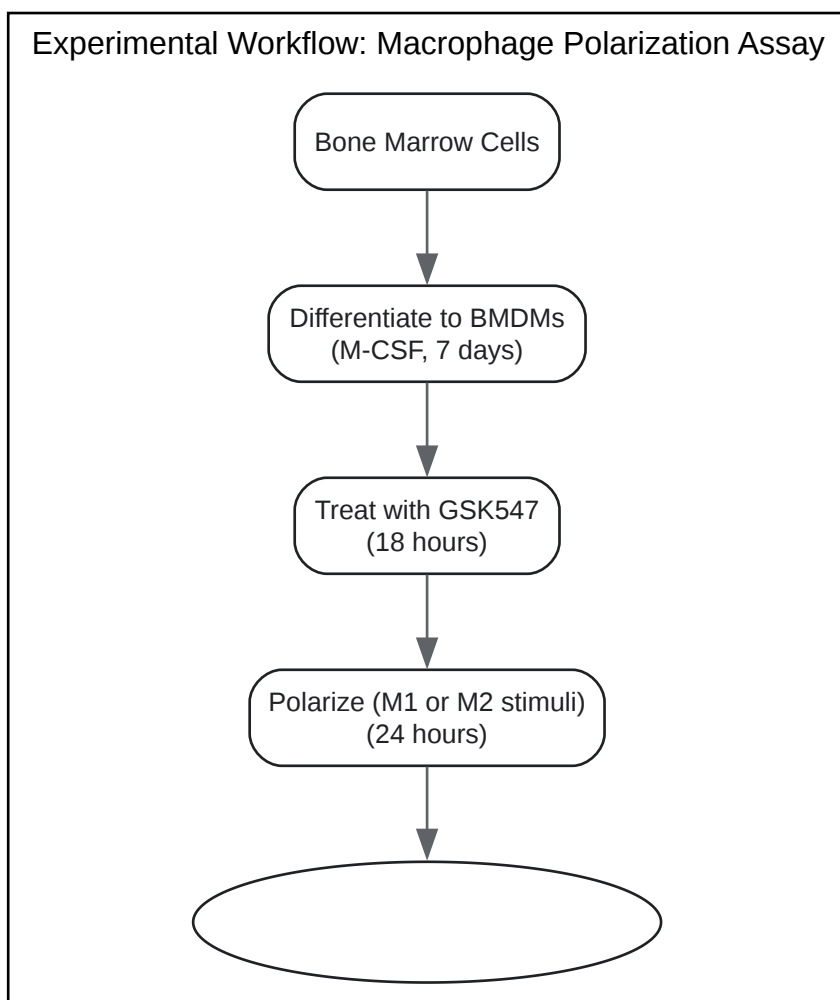 Experimental Workflow: Macrophage Polarization Assay
Bone Marrow Cells
Differentiate to BMDMs
(M-CSF, 7 days)
Treat with GSK547
(18 hours)
Polarize (M1 or M2 stimuli)
(24 hours)